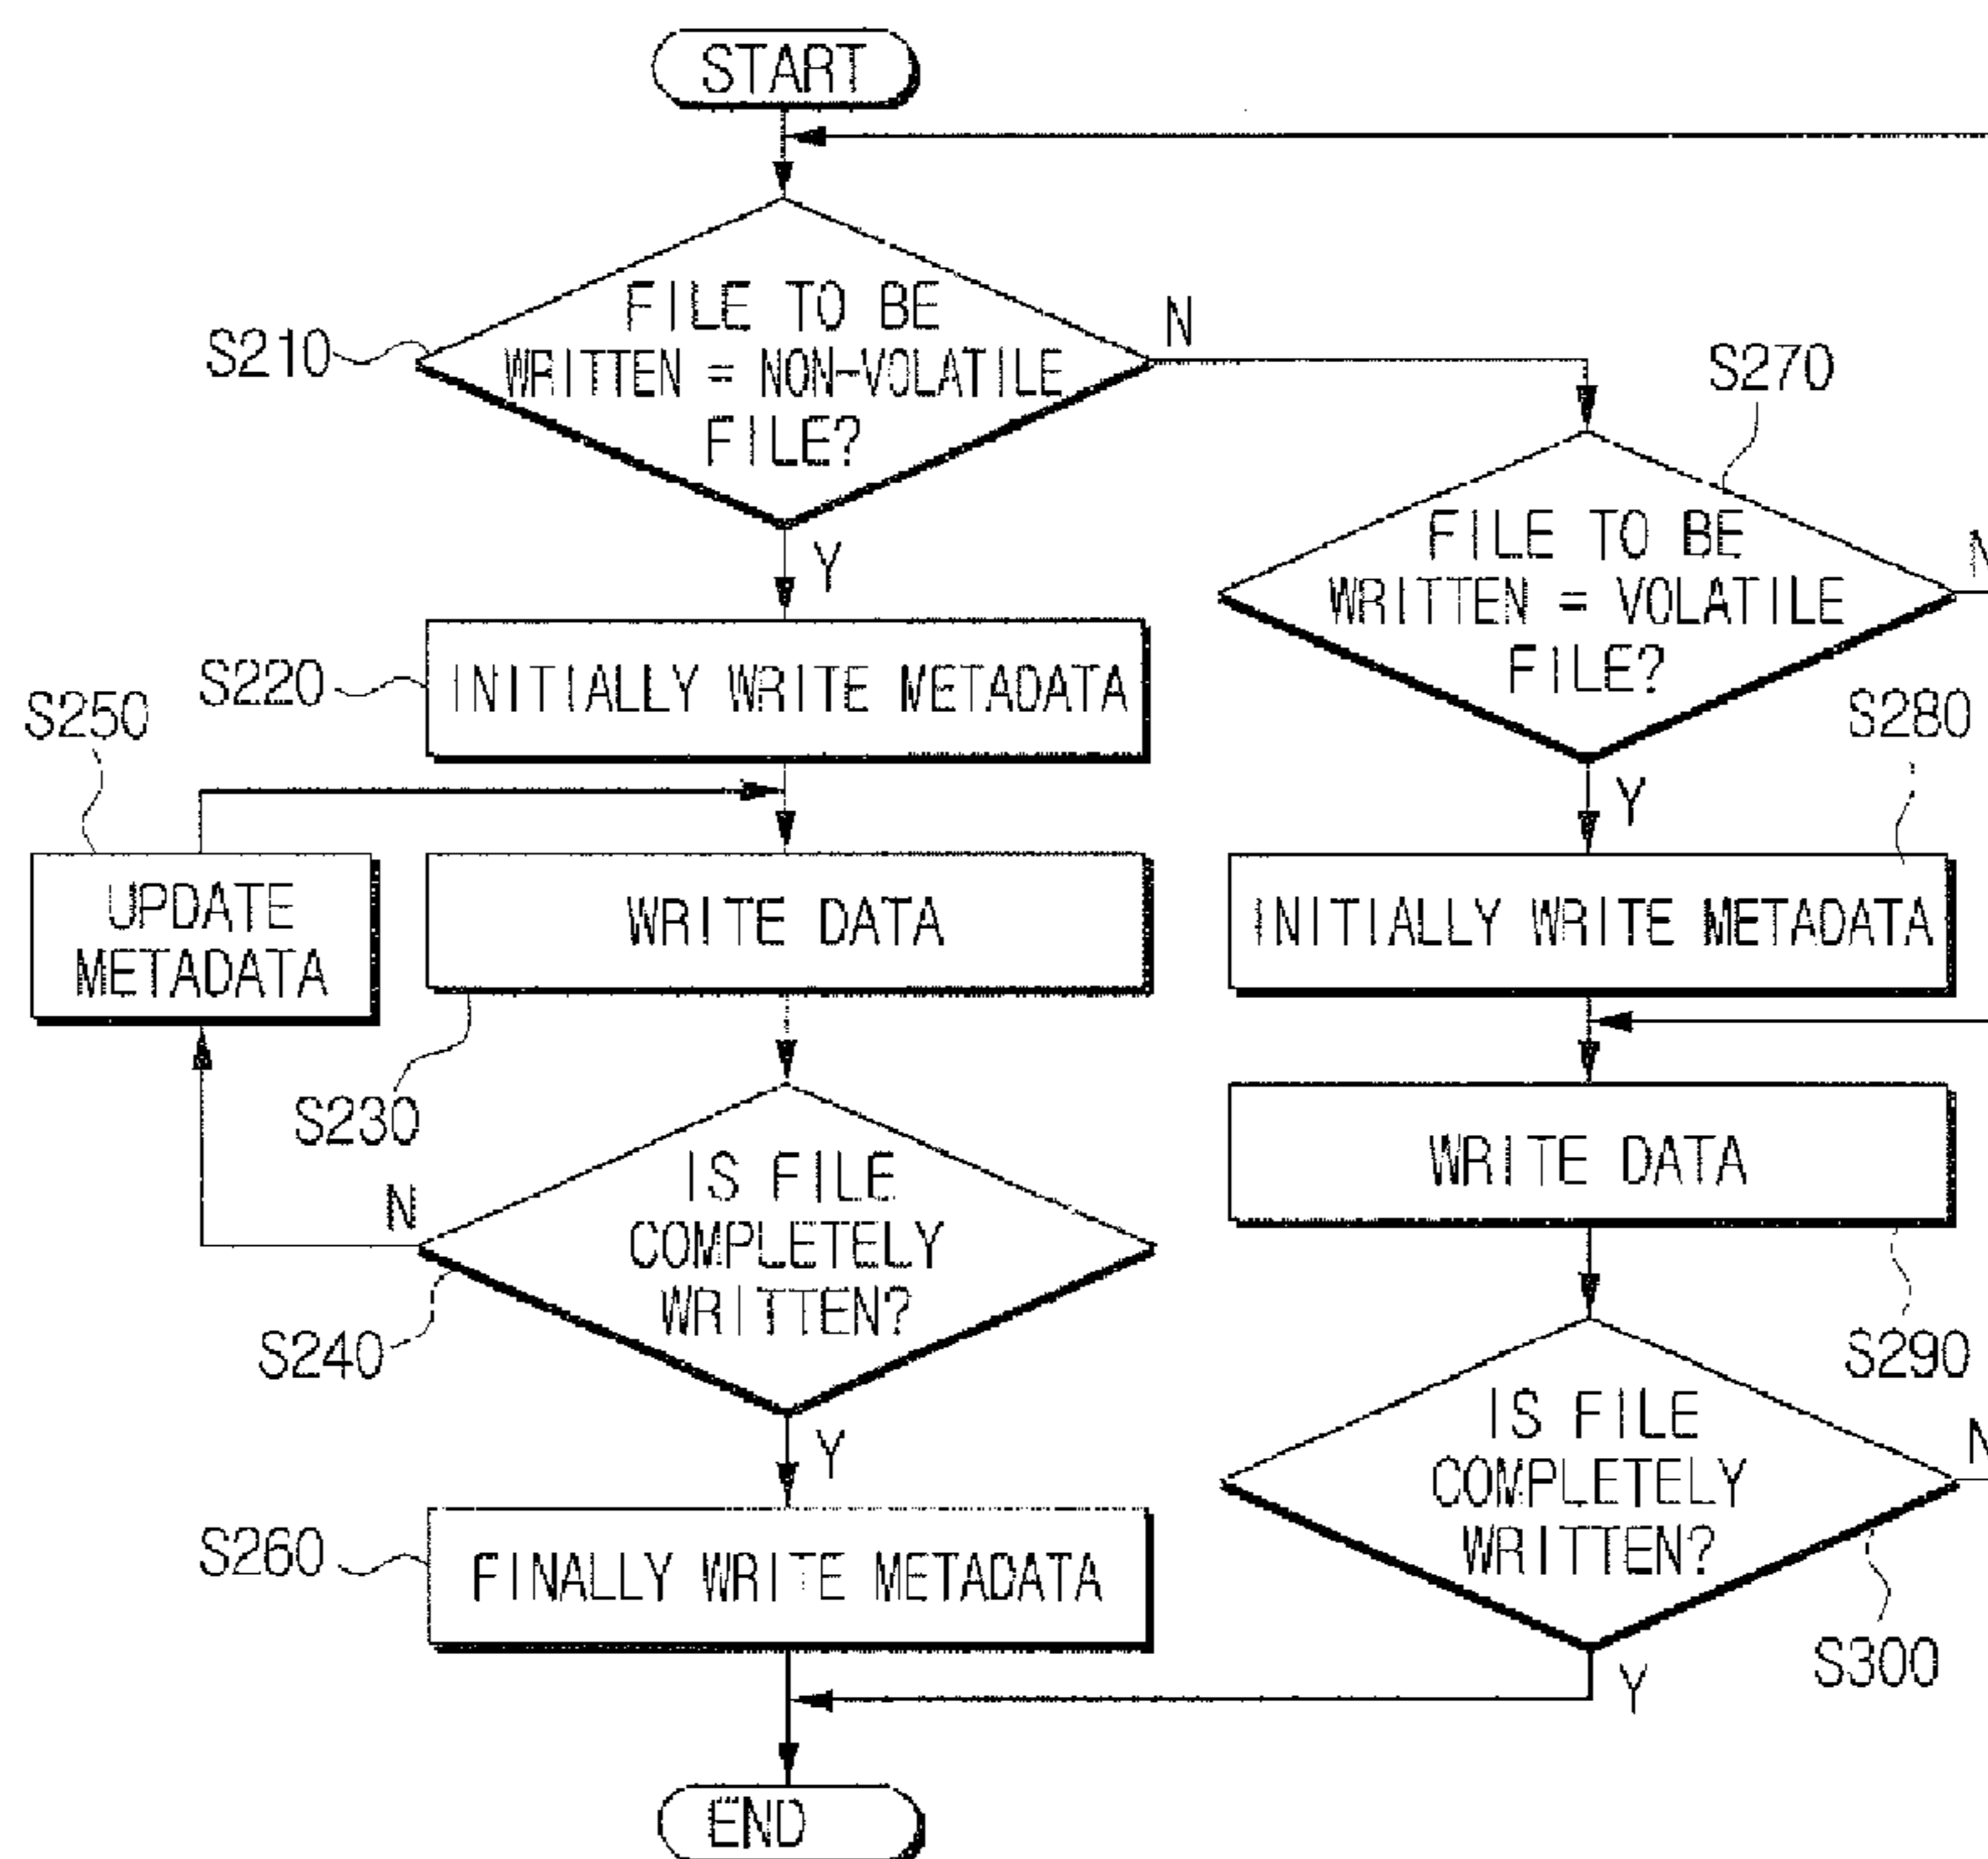 START
FILE TO BE
WRITTEN = NON-VOLATILE
FILE?
S210
N
Y
S270
FILE TO BE
WRITTEN = VOLATILE
FILE?
N
Y
S220
INITIALLY WRITE METADATA
S250
UPDATE
METADATA
WRITE DATA
S230
S280
INITIALLY WRITE METADATA
IS FILE
COMPLETELY
WRITTEN?
N
S240
Y
WRITE DATA
S290
IS FILE
COMPLETELY
WRITTEN?
N
S300
Y
S260
FINALLY WRITE METADATA
END